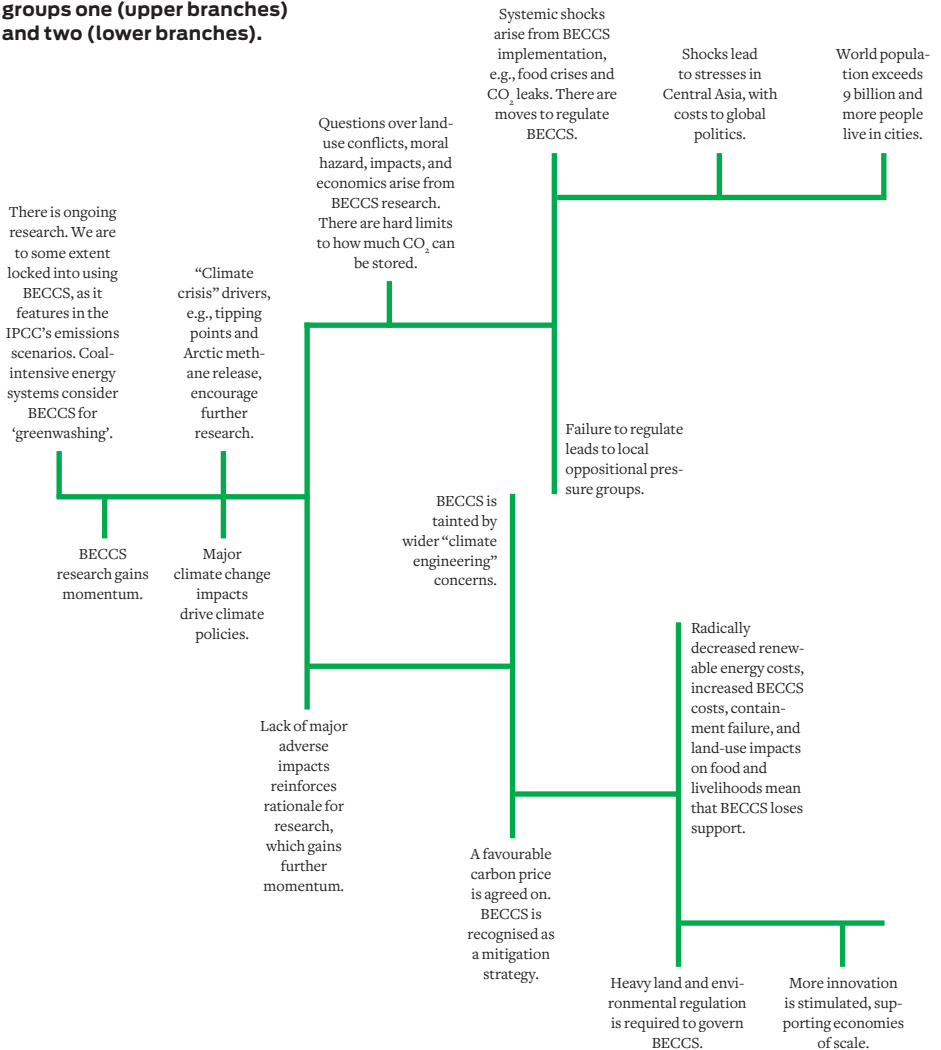 groups one (upper branches)
and two (lower branches).
Systemic shocks
arise from BECCS
implementation,
e.g., food crises and
CO₂ leaks. There are
moves to regulate
BECCS.
Shocks lead
to stresses in
Central Asia, with
costs to global
politics.
World popula-
tion exceeds
9 billion and
more people
live in cities.
Questions over land-
use conflicts, moral
hazard, impacts, and
economics arise from
BECCS research.
There are hard limits
to how much CO₂ can
be stored.
There is ongoing
research. We are
to some extent
locked into using
BECCS, as it
features in the
IPCC’s emissions
scenarios. Coal-
intensive energy
systems consider
BECCS for
‘greenwashing’.
“Climate
crisis” drivers,
e.g., tipping
points and
Arctic meth-
ane release,
encourage
further
research.
Failure to regulate
leads to local
oppositional pres-
sure groups.
BECCS is
tainted by
wider “climate
engineering”
concerns.
BECCS
research gains
momentum.
Major
climate change
impacts
drive climate
policies.
Radically
decreased renew-
able energy costs,
increased BECCS
costs, contain-
ment failure, and
land-use impacts
on food and
livelihoods mean
that BECCS loses
support.
Lack of major
adverse
impacts
reinforces
rationale for
research,
which gains
further
momentum.
A favourable
carbon price
is agreed on.
BECCS is
recognised as
a mitigation
strategy.
Heavy land and envi-
ronmental regulation
is required to govern
BECCS.
More innovation
is stimulated, sup-
porting economies
of scale.